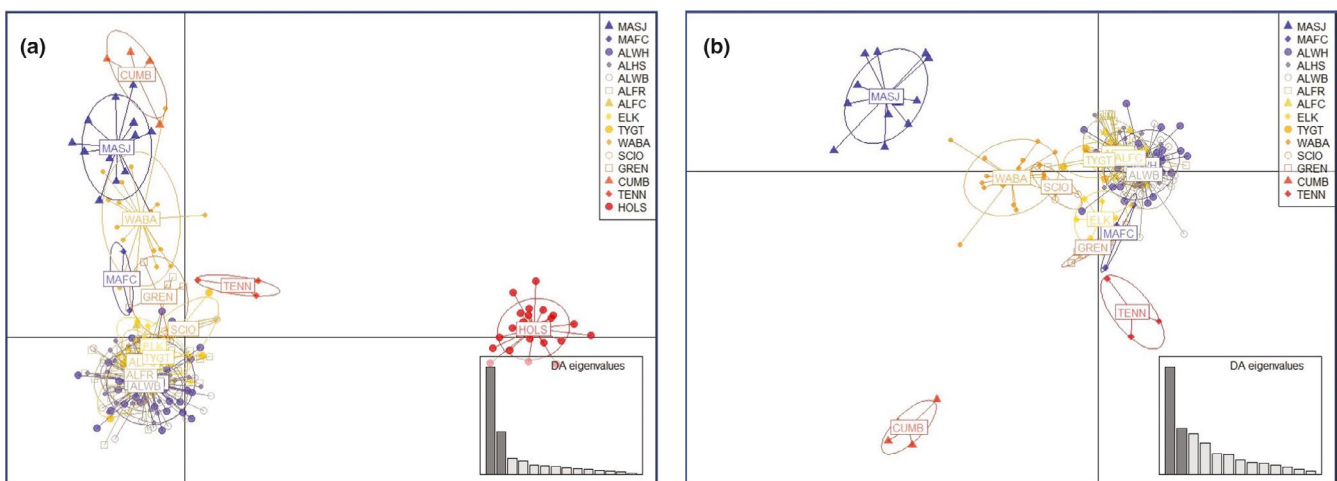 (a)
CUMB
MASJ
WABA
MAFC
GREN
TENN
SCIO
ELK
TYGT
ALFR
ALWB
HOLS
DA eigenvalues
MASJ
MAFC
ALWH
ALHS
ALWB
ALFR
ALFC
ELK
TYGT
WABA
SCIO
GREN
CUMB
TENN
HOLS
(b)
MASJ
WABA
SCIO
TYGT
ALFC
ALWB
ELK
MAFC
GREN
TENN
CUMB
DA eigenvalues
MASJ
MAFC
ALWH
ALHS
ALWB
ALFR
ALFC
ELK
TYGT
WABA
SCIO
GREN
CUMB
TENN